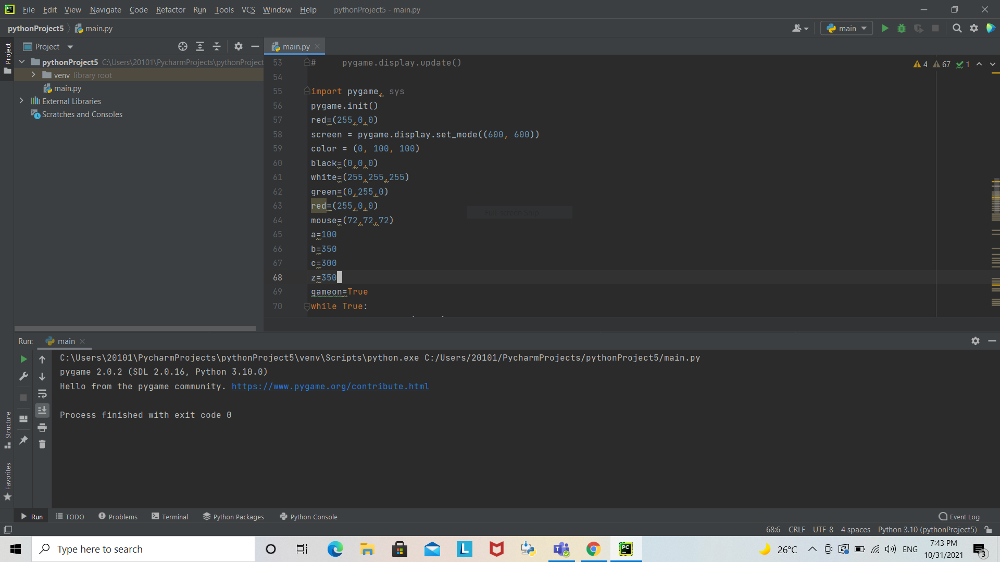 File Edit View Navigate Code Refactor Run Tools VCS Window Help pythonProject5 - main.py
pythonProject5 main.py
main
Project
Project
main.py
pythonProject5 C:\Users\20101\PycharmProjects\pythonProject
venv library root
main.py
External Libraries
Scratches and Consoles
4 67 1
53 # pygame.display.update()
54
55 import pygame, sys
56 pygame.init()
57 red=(255,0,0)
58 screen = pygame.display.set_mode((600, 600))
59 color = (0, 100, 100)
60 black=(0,0,0)
61 white=(255,255,255)
62 green=(0,255,0)
63 red=(255,0,0)
64 mouse=(72,72,72)
65 a=100
66 b=350
67 c=300
68 z=350
69 gameon=True
70 while True:
Full-screen Snip
Run: main
C:\Users\20101\PycharmProjects\pythonProject5\venv\Scripts\python.exe C:/Users/20101/PycharmProjects/pythonProject5/main.py
pygame 2.0.2 (SDL 2.0.16, Python 3.10.0)
Hello from the pygame community. https://www.pygame.org/contribute.html
Process finished with exit code 0
Structure
Favorites
Run TODO Problems Terminal Python Packages Python Console Event Log
68:6 CRLF UTF-8 4 spaces Python 3.10 (pythonProject5)
Type here to search
26°C ENG
7:43 PM
10/31/2021
3